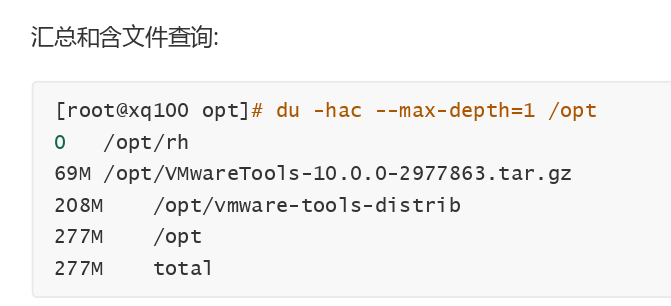 汇总和含文件查询:
[root@xq100 opt]# du -hac --max-depth=1 /opt
0   /opt/rh
69M /opt/VMwareTools-10.0.0-2977863.tar.gz
208M    /opt/vmware-tools-distrib
277M    /opt
277M    total